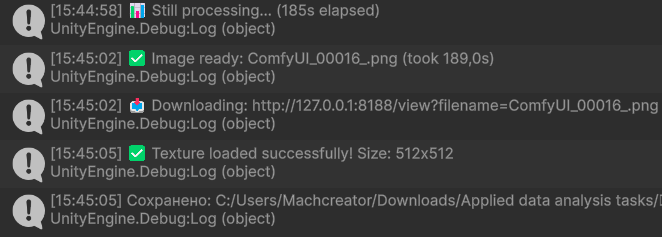 [15:44:58] 📊 Still processing... (185s elapsed)
UnityEngine.Debug:Log (object)
[15:45:02] ✅ Image ready: ComfyUI_00016_.png (took 189,0s)
UnityEngine.Debug:Log (object)
[15:45:02] 📥 Downloading: http://127.0.0.1:8188/view?filename=ComfyUI_00016_.png
UnityEngine.Debug:Log (object)
[15:45:05] ✅ Texture loaded successfully! Size: 512x512
UnityEngine.Debug:Log (object)
[15:45:05] Сохранено: C:/Users/Machcreator/Downloads/Applied data analysis tasks/
UnityEngine.Debug:Log (object)